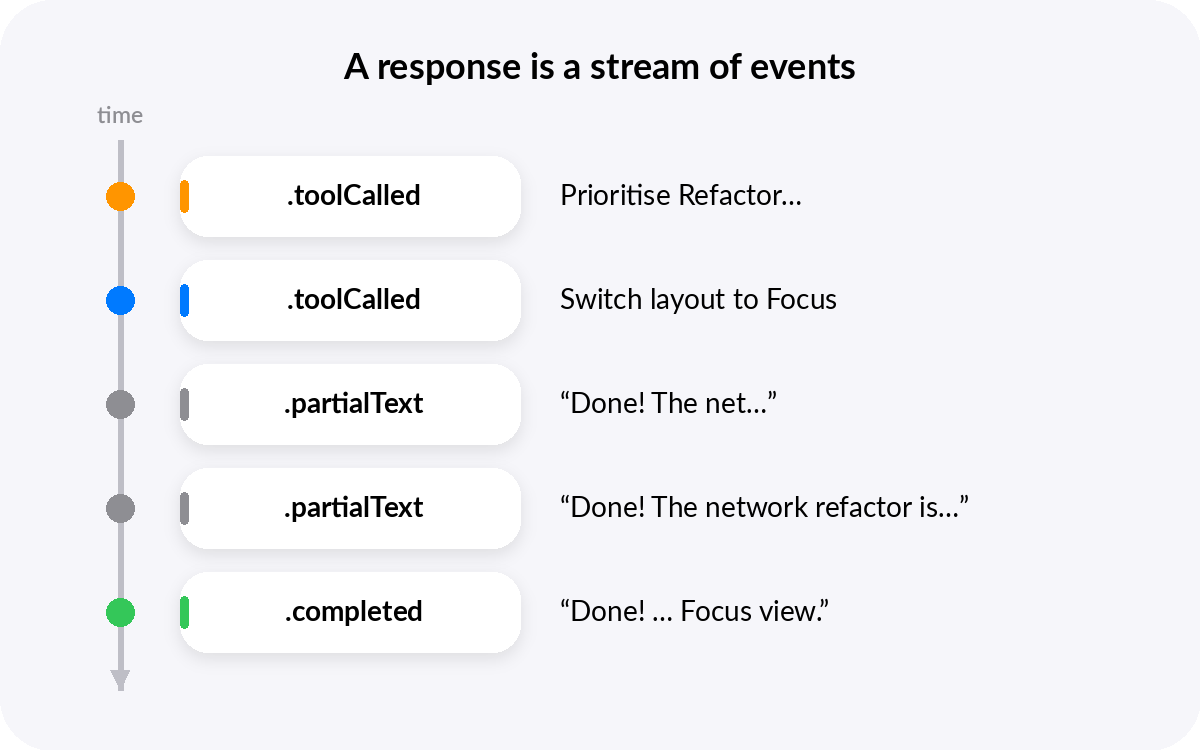 A response is a stream of events
time
.toolCalled
Prioritise Refactor...
.toolCalled
Switch layout to Focus
.partialText
“Done! The net...”
.partialText
“Done! The network refactor is...”
.completed
“Done! ... Focus view.”